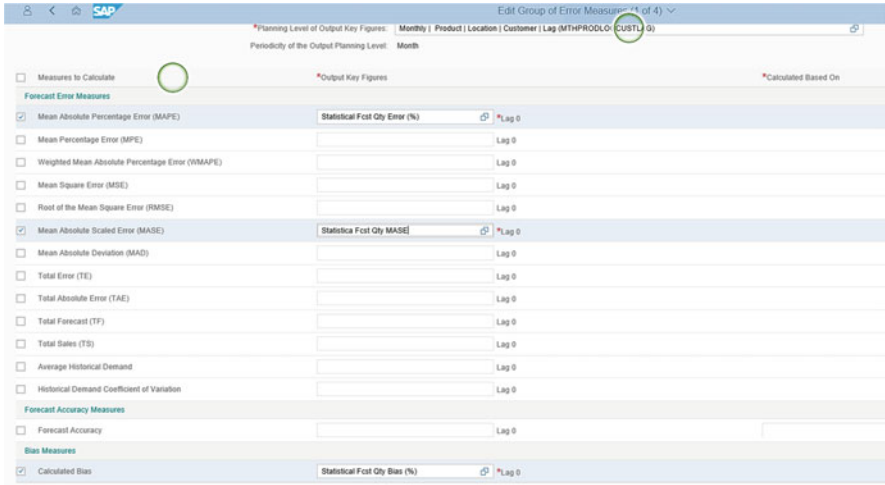 SAP Edit Group of Error Measures (1 of 4)
*Planning Level of Output Key Figures: Monthly | Product | Location | Customer | Lag (MTHPRODLOCCUSTLAG)
Periodicity of the Output Planning Level: Month
Measures to Calculate *Output Key Figures *Calculated Based On
Forecast Error Measures
Mean Absolute Percentage Error (MAPE) Statistical Fcst Qty Error (%) *Lag 0
Mean Percentage Error (MPE) Lag 0
Weighted Mean Absolute Percentage Error (WMAPE) Lag 0
Mean Square Error (MSE) Lag 0
Root of the Mean Square Error (RMSE) Lag 0
Mean Absolute Scaled Error (MASE) Statistica Fcst Qty MASE *Lag 0
Mean Absolute Deviation (MAD) Lag 0
Total Error (TE) Lag 0
Total Absolute Error (TAE) Lag 0
Total Forecast (TF) Lag 0
Total Sales (TS) Lag 0
Average Historical Demand Lag 0
Historical Demand Coefficient of Variation Lag 0
Forecast Accuracy Measures
Forecast Accuracy Lag 0
Bias Measures
Calculated Bias Statistical Fcst Qty Bias (%) *Lag 0